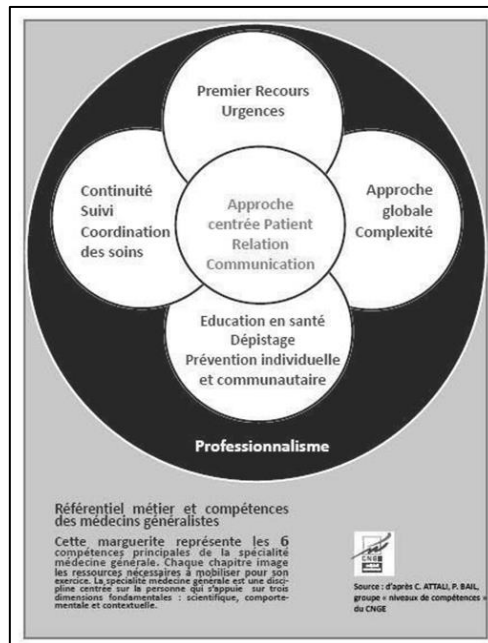 Premier Recours
Urgences
Continuité
Suivi
Coordination
des soins
Approche
centrée Patient
Relation
Communication
Approche
globale
Complexité
Education en santé
Dépistage
Prévention individuelle
et communautaire
Professionnalisme
Référentiel métier et compétences
des médecins généralistes
Cette marguerite représente les 6
compétences principales de la spécialité
médecine générale. Chaque chapitre image
les ressources nécessaires à mobiliser pour son
exercice. La spécialité médecine générale est une disci-
pline centrée sur la personne qui s'appuie sur trois
dimensions fondamentales : scientifique, comporte-
mentale et contextuelle.
CNGE
Source : d'après C. ATTALI, P. BAIL,
groupe « niveaux de compétences »
du CNGE